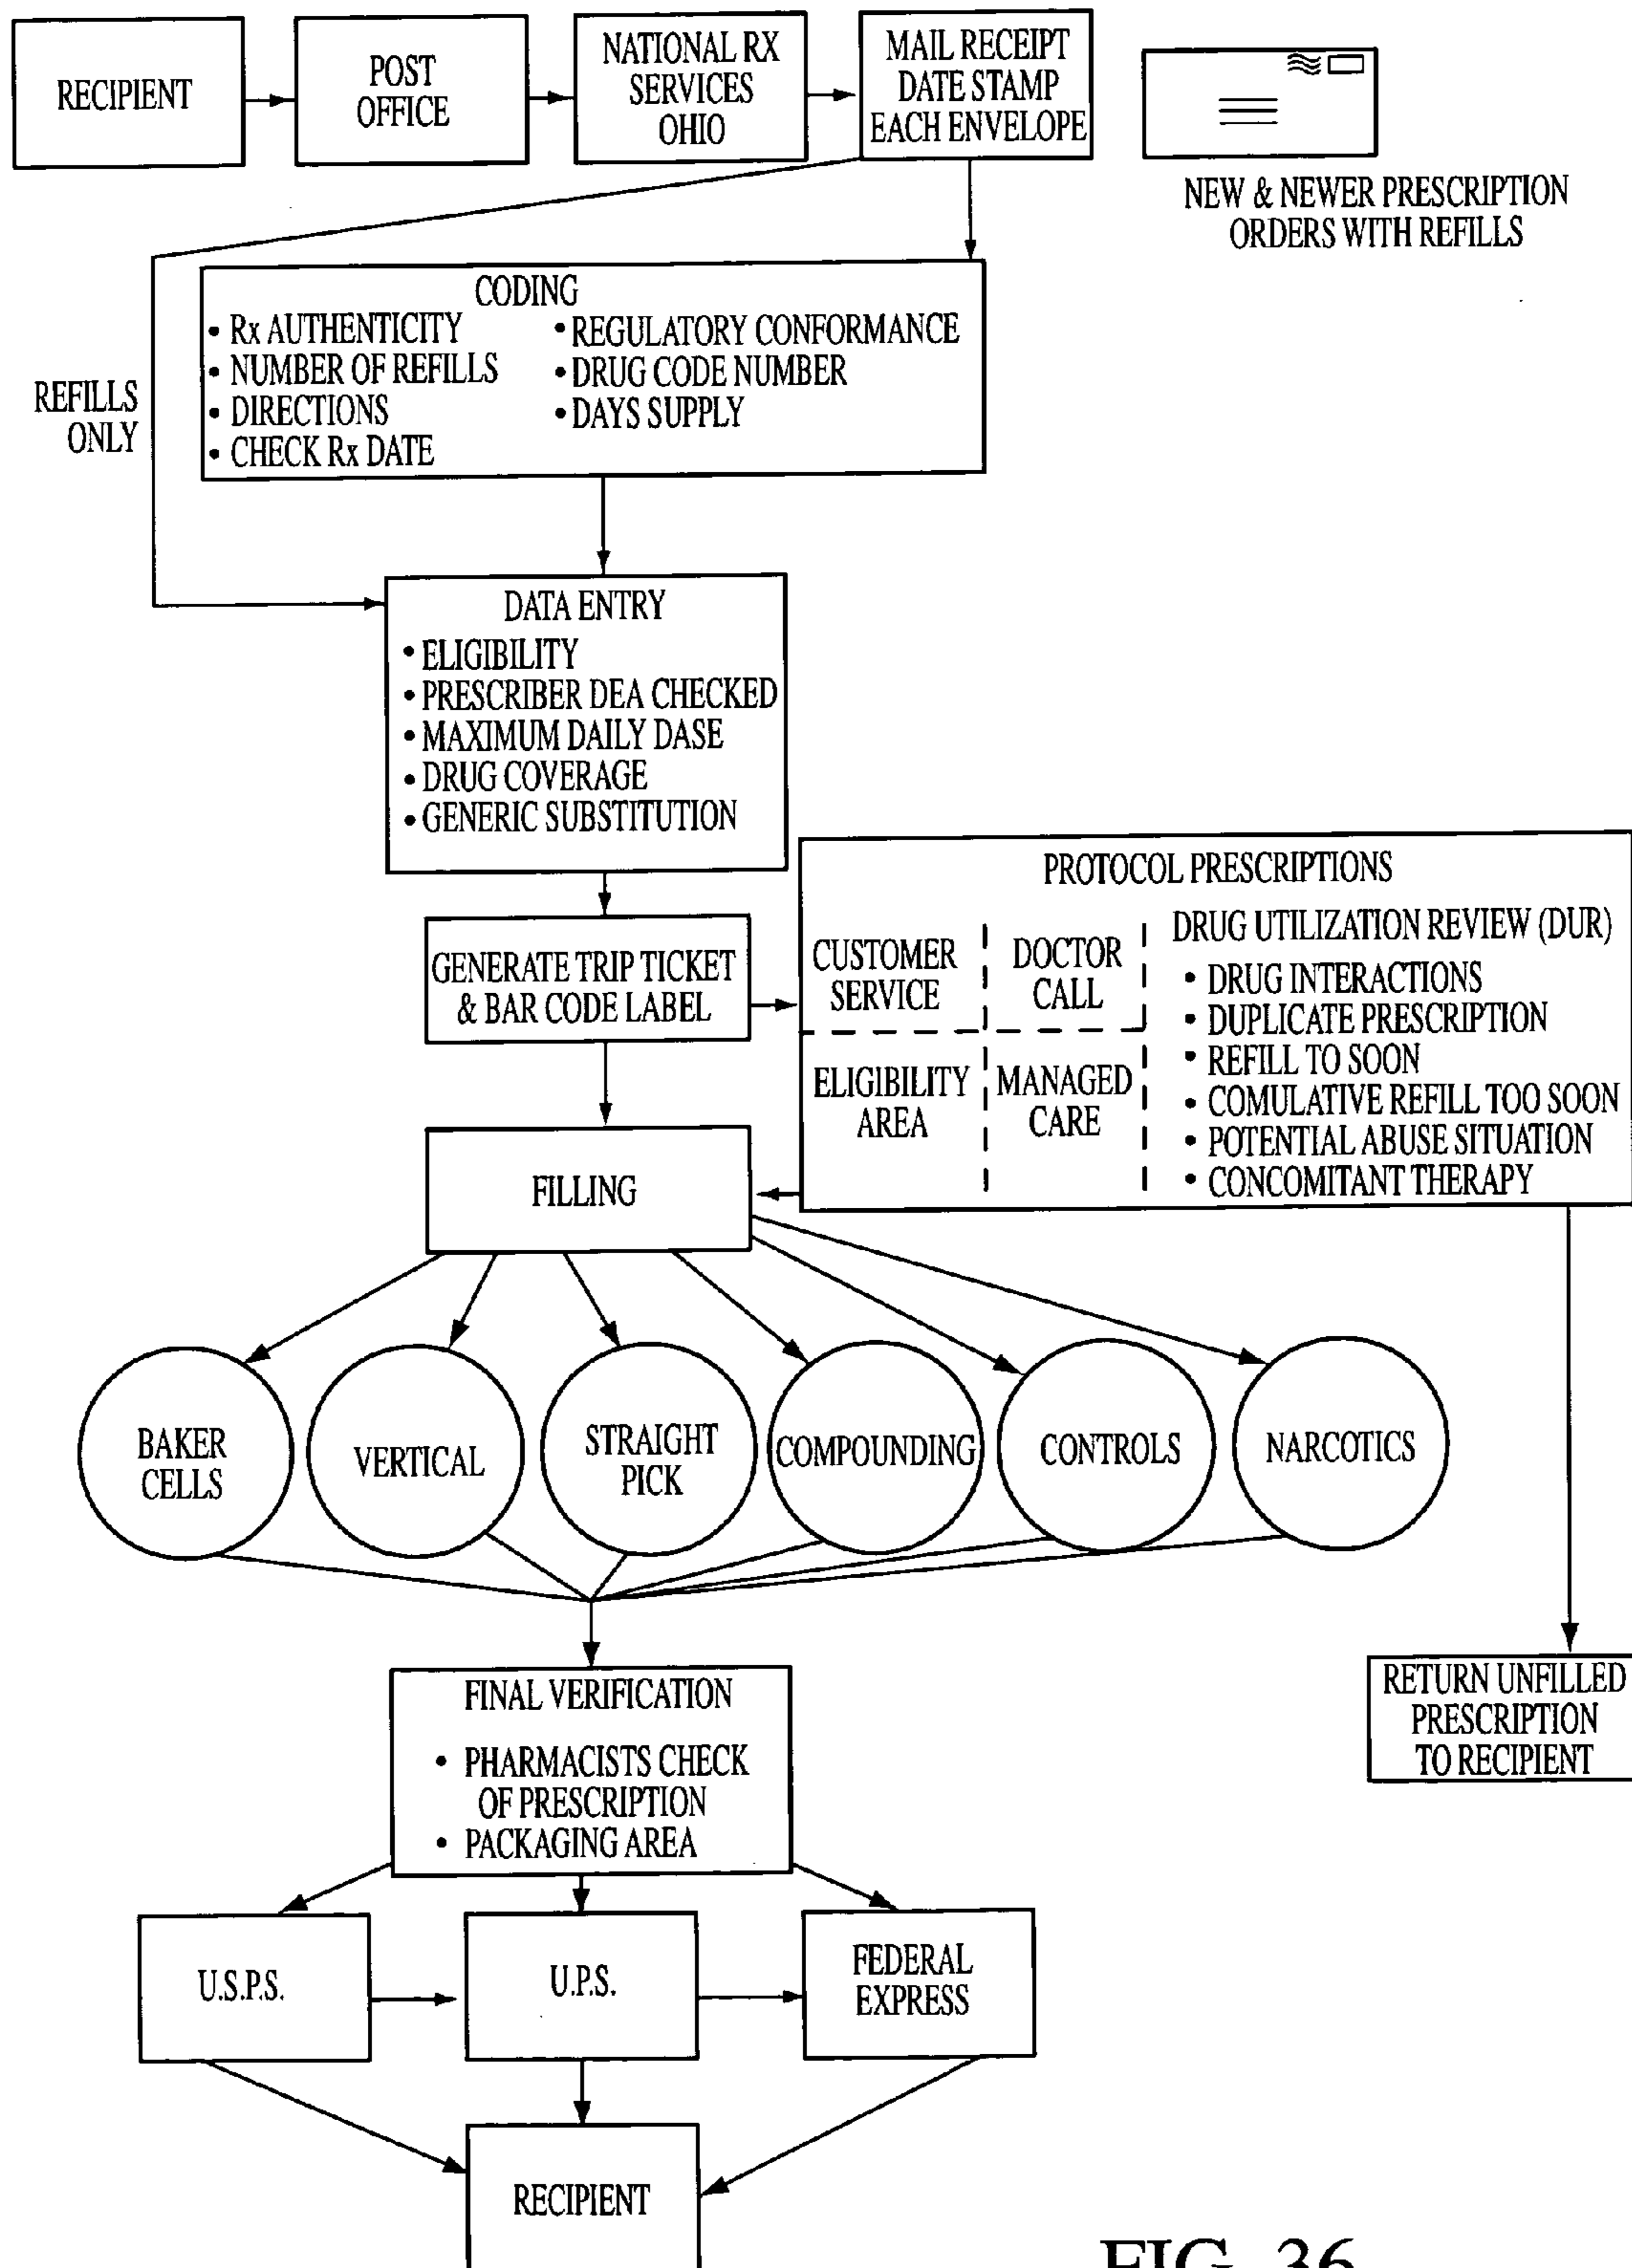 RECIPIENT
POST
OFFICE
NATIONAL RX
SERVICES
OHIO
MAIL RECEIPT
DATE STAMP
EACH ENVELOPE
NEW & NEWER PRESCRIPTION
ORDERS WITH REFILLS
REFILLS
ONLY
CODING
• Rx AUTHENTICITY
• NUMBER OF REFILLS
• DIRECTIONS
• CHECK Rx DATE
• REGULATORY CONFORMANCE
• DRUG CODE NUMBER
• DAYS SUPPLY
DATA ENTRY
• ELIGIBILITY
• PRESCRIBER DEA CHECKED
• MAXIMUM DAILY DASE
• DRUG COVERAGE
• GENERIC SUBSTITUTION
GENERATE TRIP TICKET
& BAR CODE LABEL
PROTOCOL PRESCRIPTIONS
CUSTOMER
SERVICE
DOCTOR
CALL
ELIGIBILITY
AREA
MANAGED
CARE
DRUG UTILIZATION REVIEW (DUR)
• DRUG INTERACTIONS
• DUPLICATE PRESCRIPTION
• REFILL TO SOON
• COMULATIVE REFILL TOO SOON
• POTENTIAL ABUSE SITUATION
• CONCOMITANT THERAPY
FILLING
BAKER
CELLS
VERTICAL
STRAIGHT
PICK
COMPOUNDING
CONTROLS
NARCOTICS
FINAL VERIFICATION
• PHARMACISTS CHECK
OF PRESCRIPTION
• PACKAGING AREA
RETURN UNFILLED
PRESCRIPTION
TO RECIPIENT
U.S.P.S.
U.P.S.
FEDERAL
EXPRESS
RECIPIENT
FIG. 36